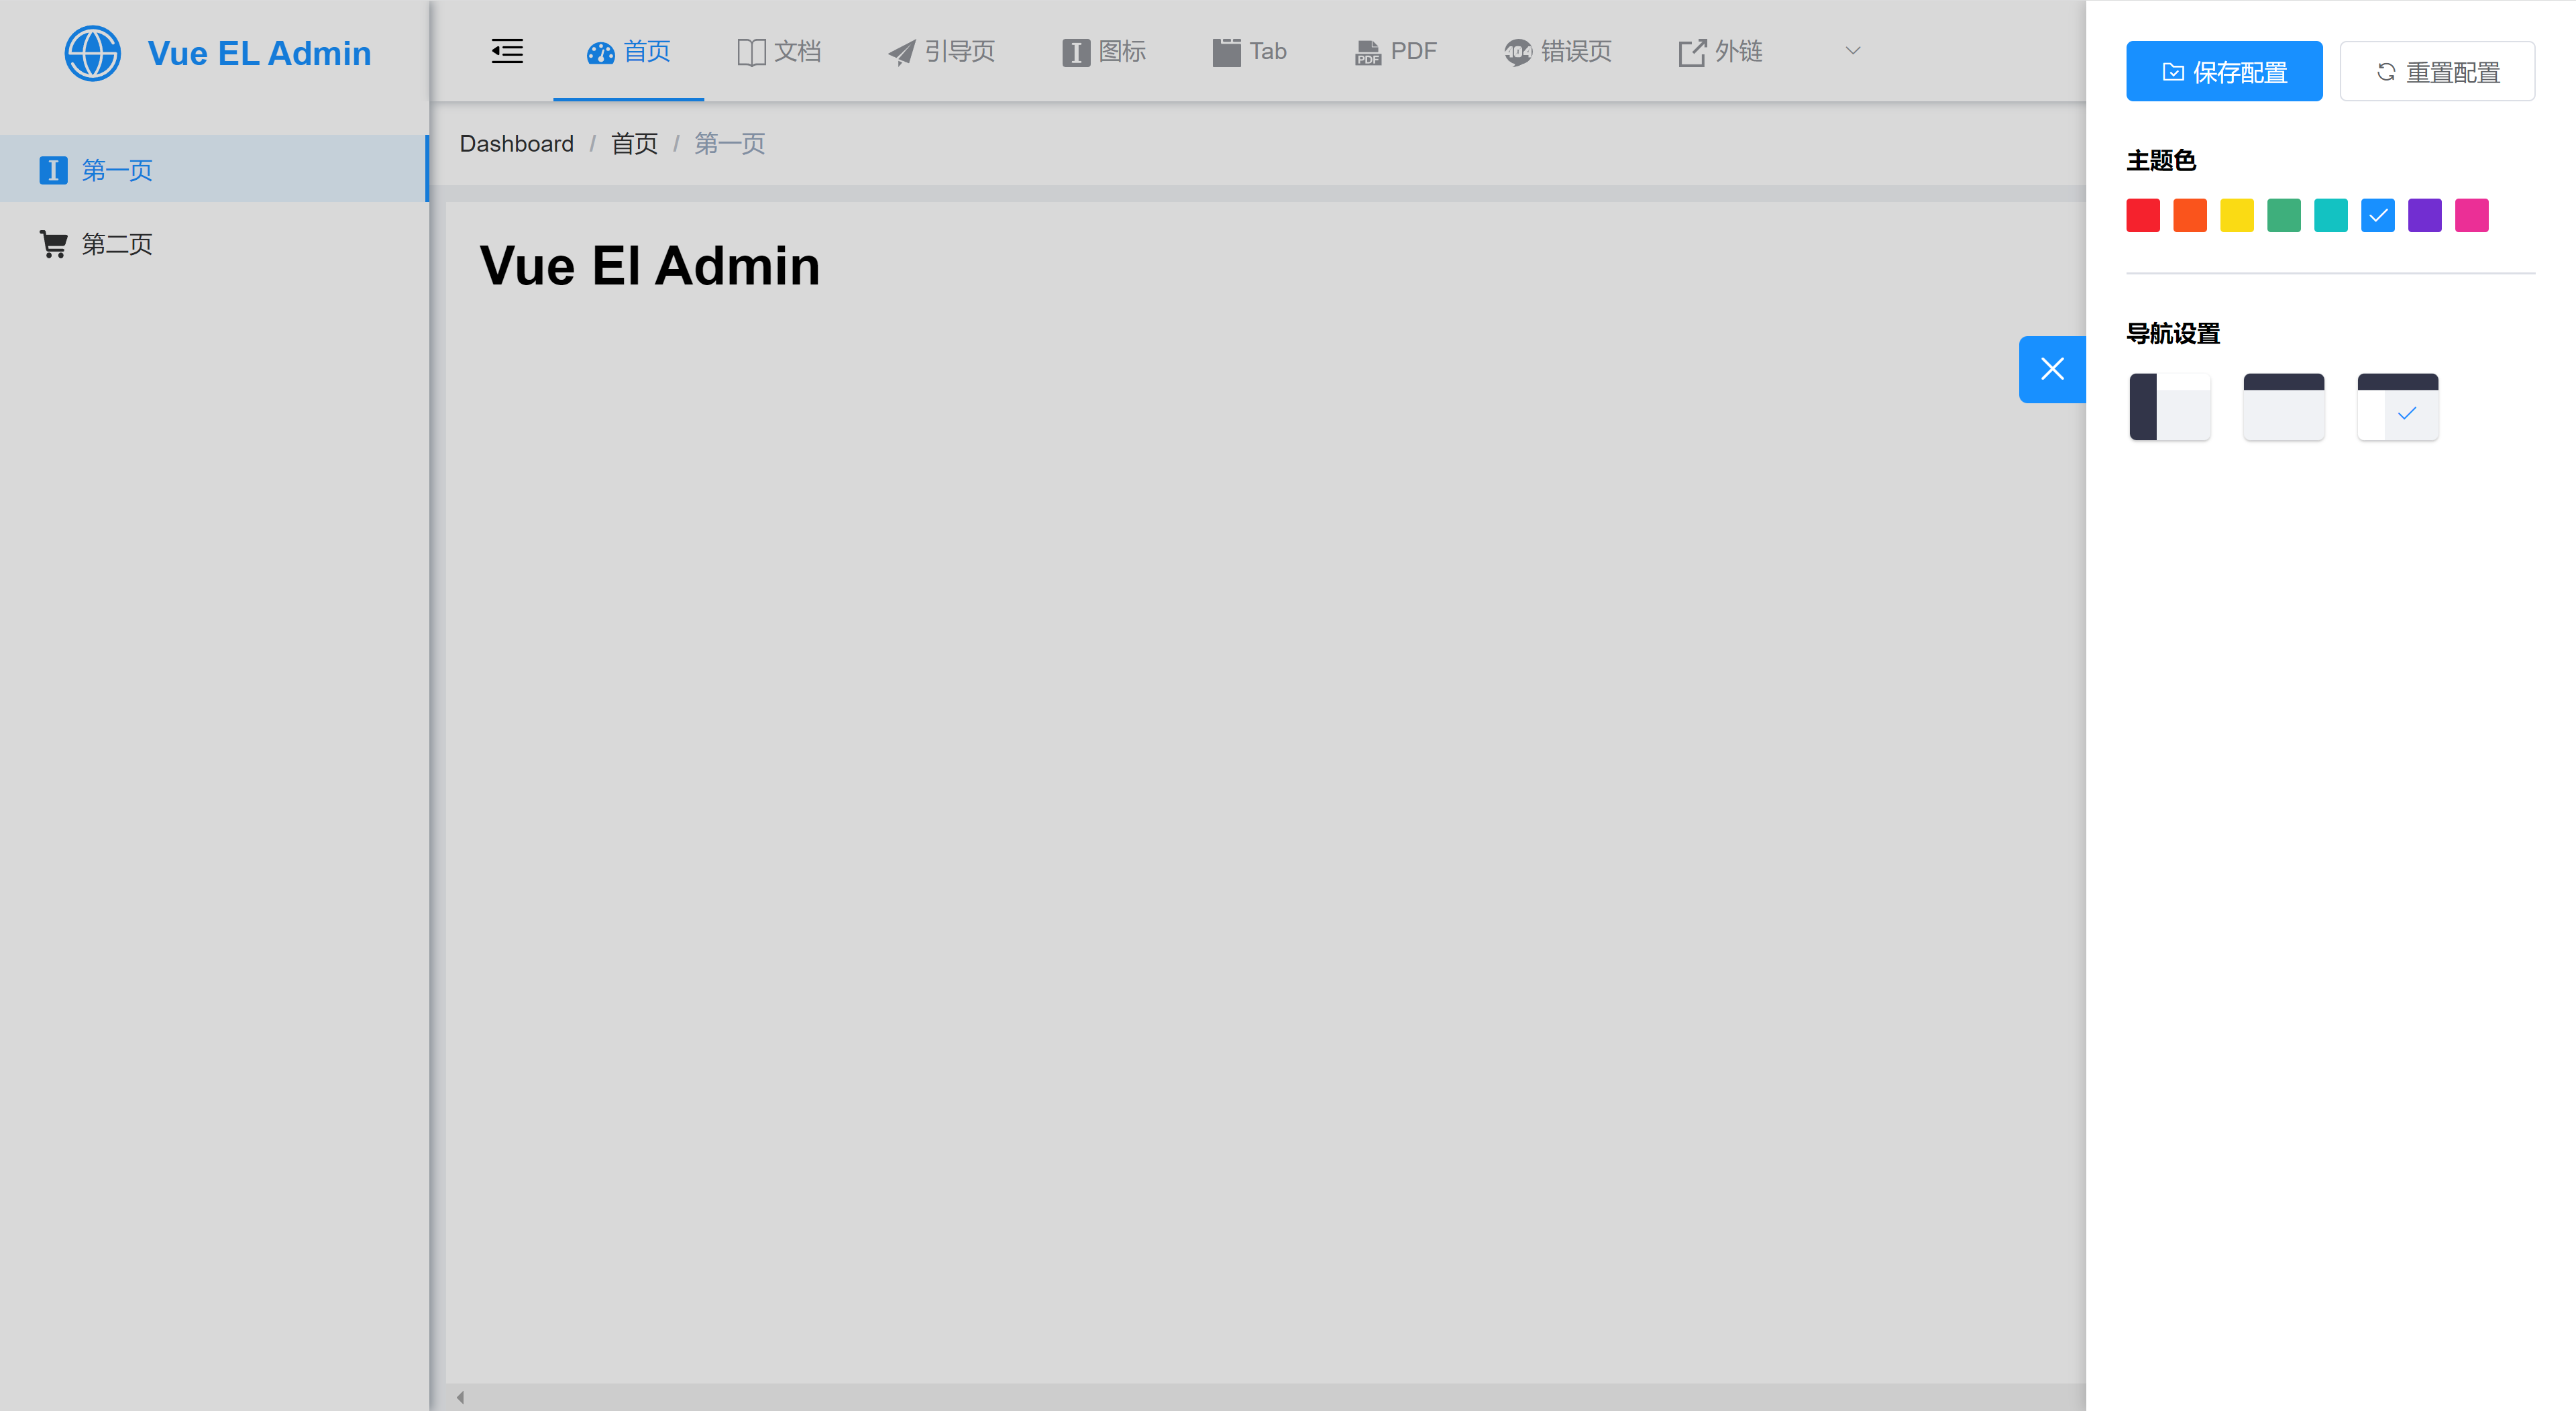 Vue EL Admin
首页
文档
引导页
图标
Tab
PDF PDF
404 错误页
外链
第一页
第二页
Dashboard / 首页 / 第一页
Vue El Admin
保存配置
重置配置
主题色
导航设置